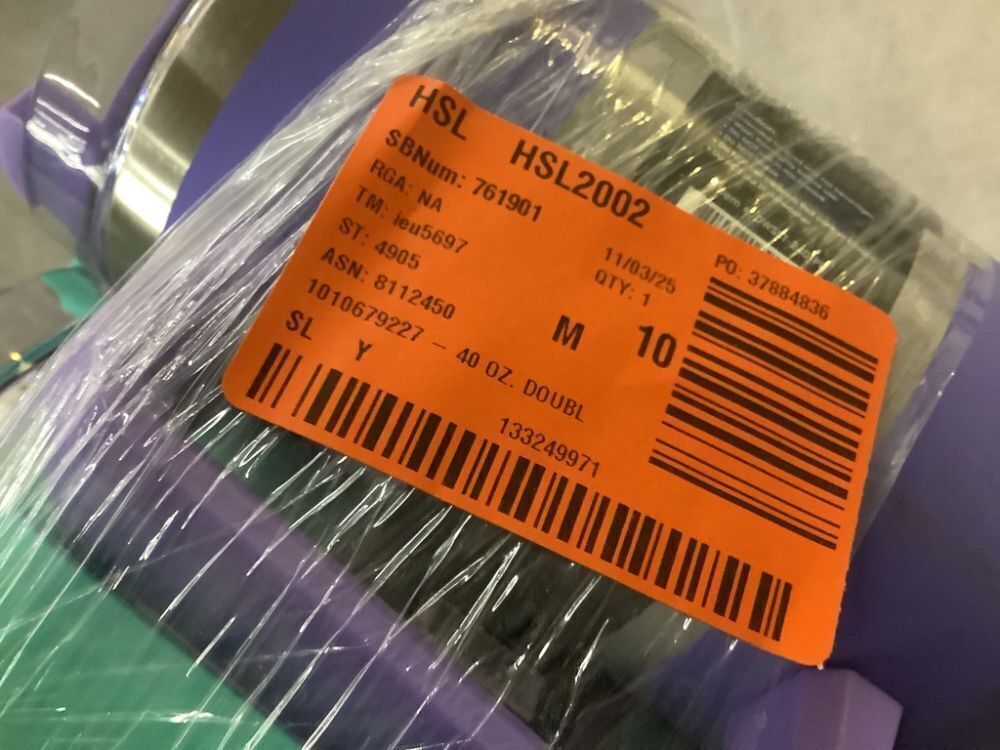 HSL HSL2002
SBNum: 761901
RGA: NA
TM: ieu5697
ST: 4905
ASN: 8112450
1010679227 - 40 OZ. DOUBL
SL Y
11/03/25
QTY: 1
M 10
PO: 37884836
133249971